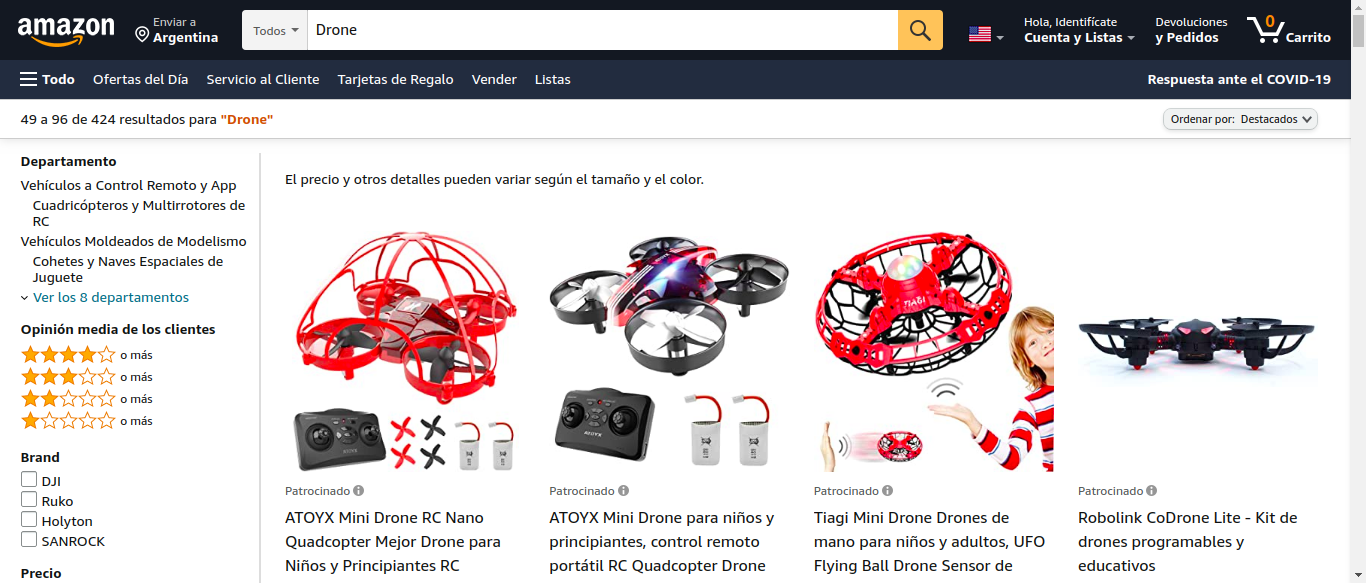 amazon
Enviar a
Argentina
Todos
Drone
Hola, Identifícate
Cuenta y Listas
Devoluciones
y Pedidos
0
Carrito
Todo
Ofertas del Día
Servicio al Cliente
Tarjetas de Regalo
Vender
Listas
Respuesta ante el COVID-19
49 a 96 de 424 resultados para "Drone"
Ordenar por: Destacados
Departamento
Vehículos a Control Remoto y App
Cuadricópteros y Multirrotores de
RC
Vehículos Moldeados de Modelismo
Cohetes y Naves Espaciales de
Juguete
Ver los 8 departamentos
Opinión media de los clientes
o más
o más
o más
o más
Brand
DJI
Ruko
Holyton
SANROCK
Precio
El precio y otros detalles pueden variar según el tamaño y el color.
Patrocinado
ATOYX Mini Drone RC Nano
Quadcopter Mejor Drone para
Niños y Principiantes RC
ATOYX
Patrocinado
ATOYX Mini Drone para niños y
principiantes, control remoto
portátil RC Quadcopter Drone
TIAGI
Patrocinado
Tiagi Mini Drone Drones de
mano para niños y adultos, UFO
Flying Ball Drone Sensor de
Patrocinado
Robolink CoDrone Lite - Kit de
drones programables y
educativos